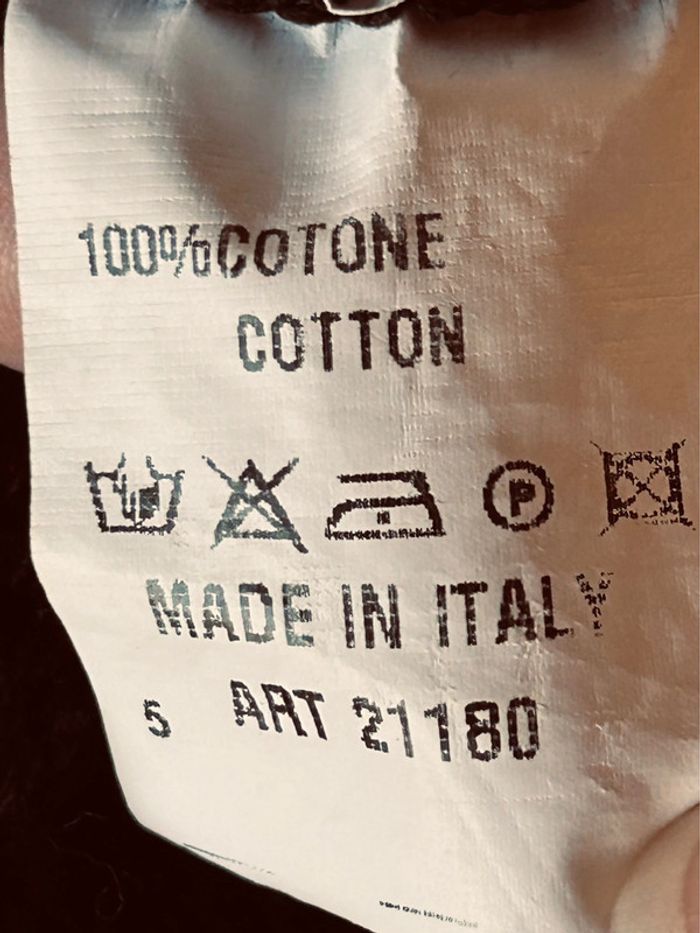 100%COTONE
COTTON
P
MADE IN ITALY
5 ART 21180